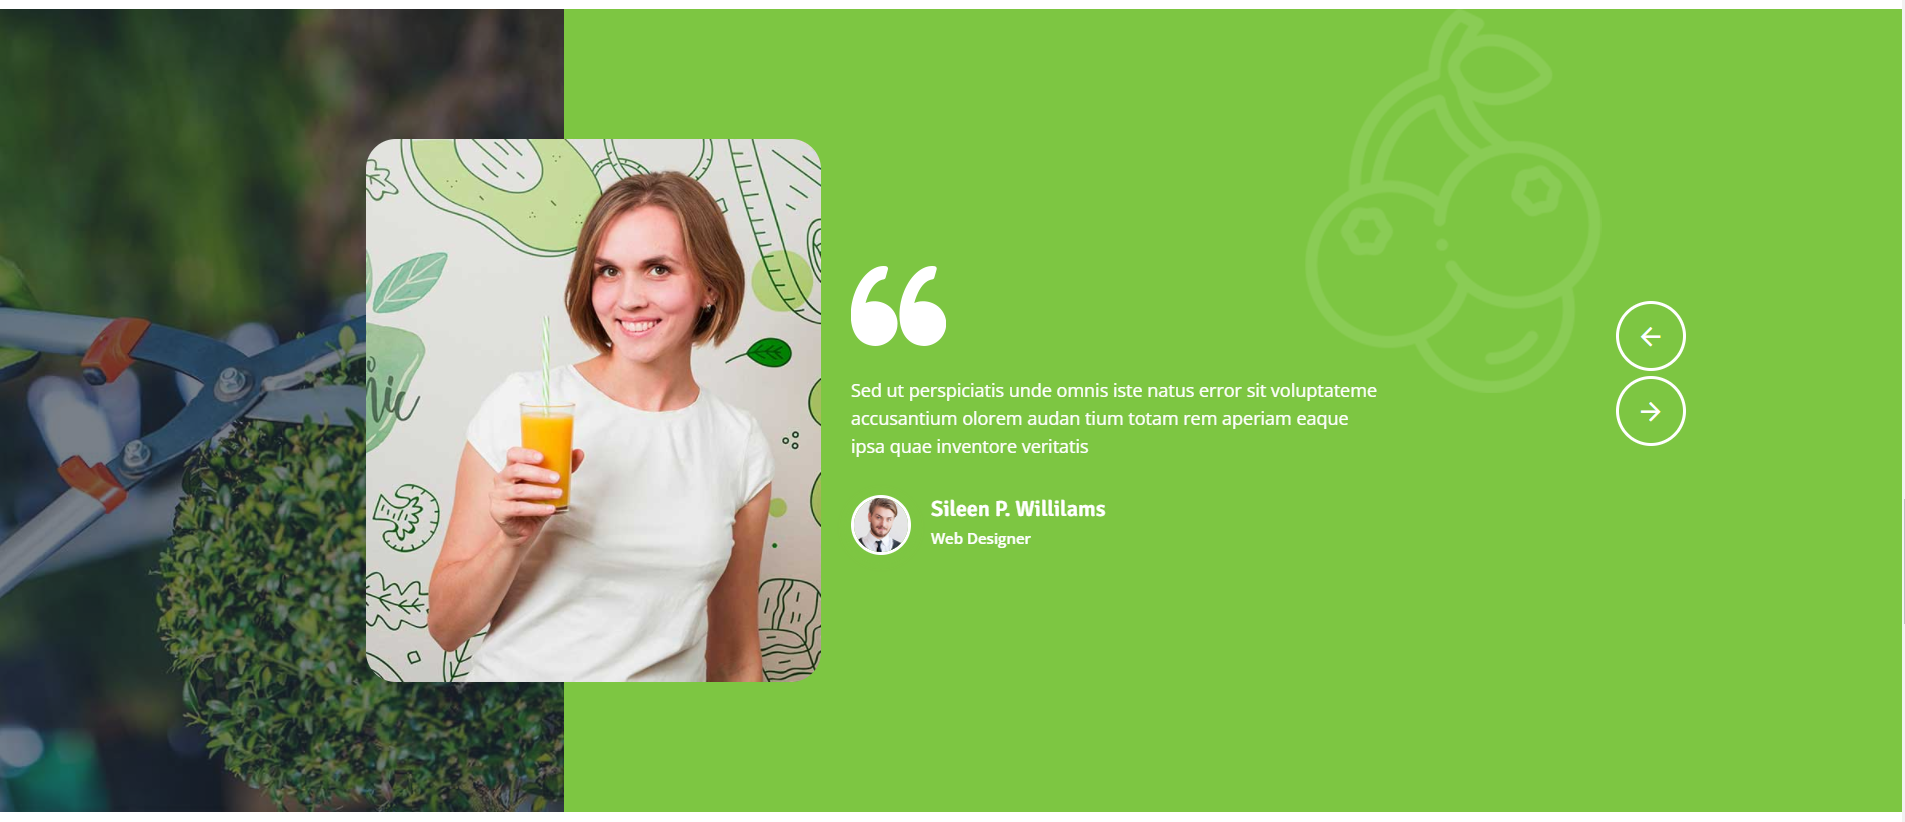 Sed ut perspiciatis unde omnis iste natus error sit voluptateme
accusantium olorem audan tium totam rem aperiam eaque
ipsa quae inventore veritatis
Sileen P. Willilams
Web Designer